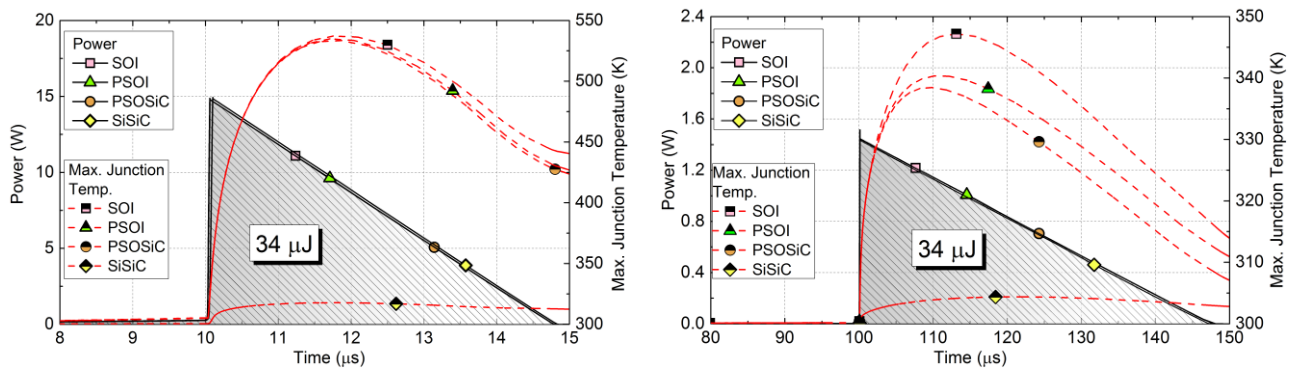 20
15
10
5
0
Power (W)
8
9
10
11
12
13
14
15
Time (μs)
550
500
450
400
350
300
Max. Junction Temperature (K)
Power
SOI
PSOI
PSOSiC
SiSiC
Max. Junction
Temp.
SOI
PSOI
PSOSiC
SiSiC
34 μJ
2.4
2.0
1.6
1.2
0.8
0.4
0.0
Power (W)
80
90
100
110
120
130
140
150
Time (μs)
350
340
330
320
310
300
Max. Junction Temperature (K)
Power
SOI
PSOI
PSOSiC
SiSiC
Max. Junction
Temp.
SOI
PSOI
PSOSiC
SiSiC
34 μJ